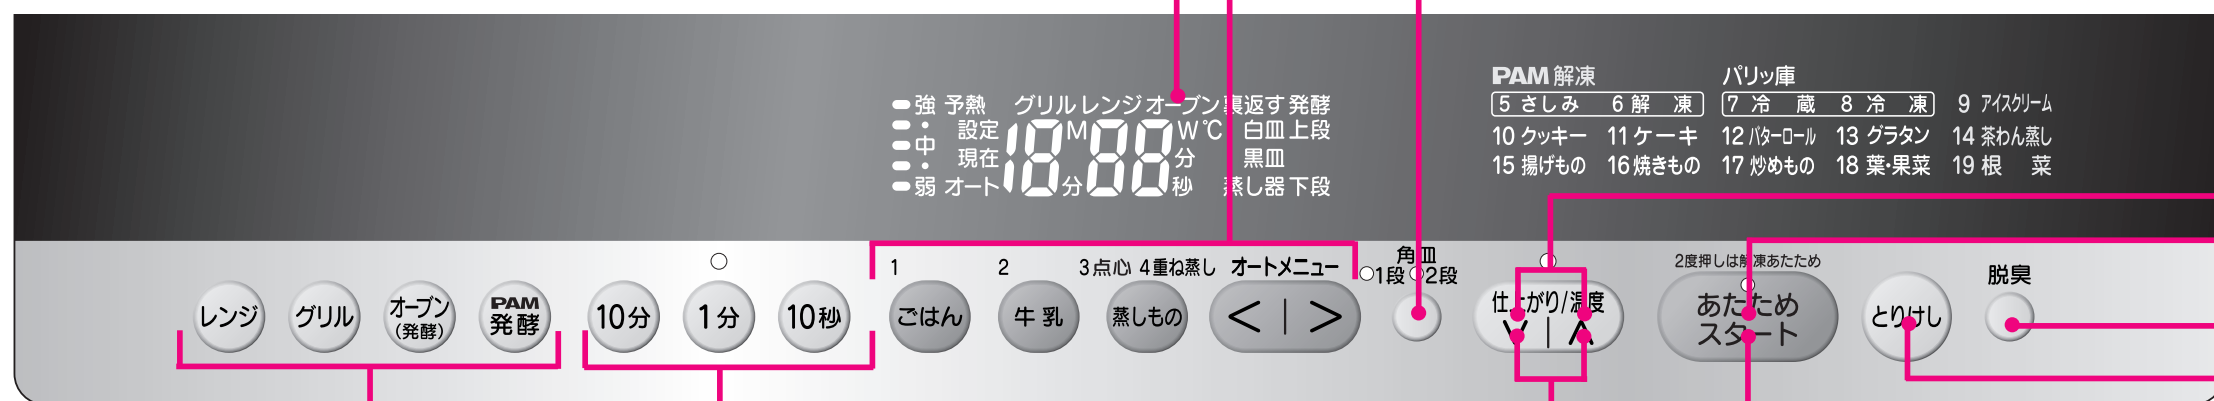 強 予熱 グリル レンジ オーブン 裏返す 発酵
・ 設定 M W℃ 白皿 上段
中 現在 18 88 分 黒皿
・
弱 オート 分 秒 蒸し器 下段
PAM 解凍 パリッ庫
5 さしみ 6 解凍 7 冷蔵 8 冷凍 9 アイスクリーム
10 クッキー 11 ケーキ 12 バターロール 13 グラタン 14 茶わん蒸し
15 揚げもの 16 焼きもの 17 炒めもの 18 葉・果菜 19 根菜
レンジ
グリル
オーブン
(発酵)
PAM
発酵
10分
1分
10秒
1
ごはん
2
牛乳
3点心 4重ね蒸し
蒸しもの
オートメニュー
< | >
角皿
1段 2段
仕上がり/温度
∨ | ∧
2度押しは解凍あたため
あたため
スタート
とりけし
脱臭